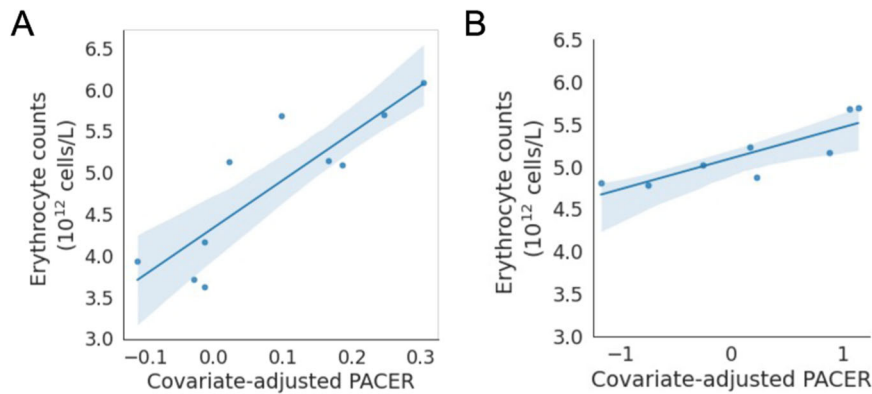 A
Erythrocyte counts
(10¹² cells/L)
6.5
6.0
5.5
5.0
4.5
4.0
3.5
3.0
−0.1 0.0 0.1 0.2 0.3
Covariate-adjusted PACER
B
Erythrocyte counts
(10¹² cells/L)
6.5
6.0
5.5
5.0
4.5
4.0
3.5
3.0
−1 0 1
Covariate-adjusted PACER